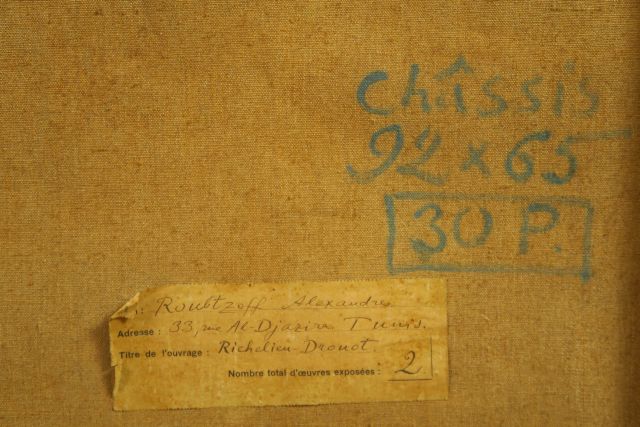 Châssis
92 x 65
30 P.
: Roubtzoff Alexandre
Adresse : 33, rue Al-Djazira Tunis.
Titre de l'ouvrage : Richelieu-Drouot
Nombre total d'œuvres exposées : 2